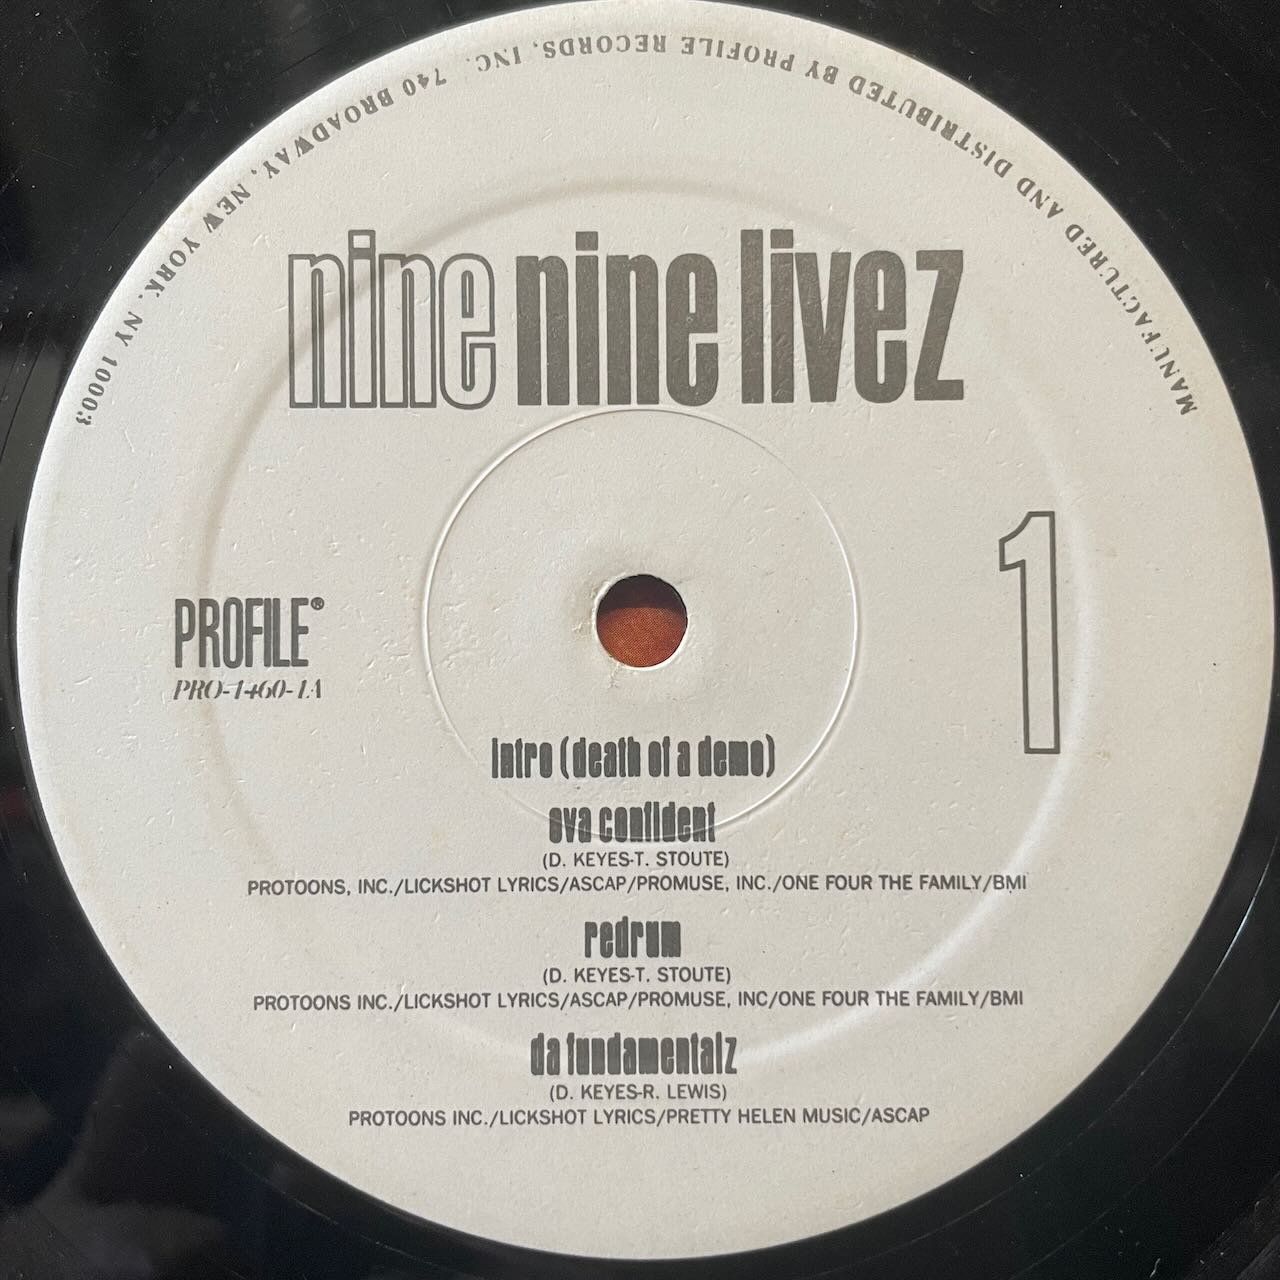 MANUFACTURED AND DISTRIBUTED BY PROFILE RECORDS, INC. 740 BROADWAY, NEW YORK, NY 10003
nine nine livez
1
PROFILE®
PRO-1460-1A
intro (death of a demo)
ova confident
(D. KEYES-T. STOUTE)
PROTOONS, INC./LICKSHOT LYRICS/ASCAP/PROMUSE, INC./ONE FOUR THE FAMILY/BMI
redrum
(D. KEYES-T. STOUTE)
PROTOONS INC./LICKSHOT LYRICS/ASCAP/PROMUSE, INC/ONE FOUR THE FAMILY/BMI
da fundamentalz
(D. KEYES-R. LEWIS)
PROTOONS INC./LICKSHOT LYRICS/PRETTY HELEN MUSIC/ASCAP